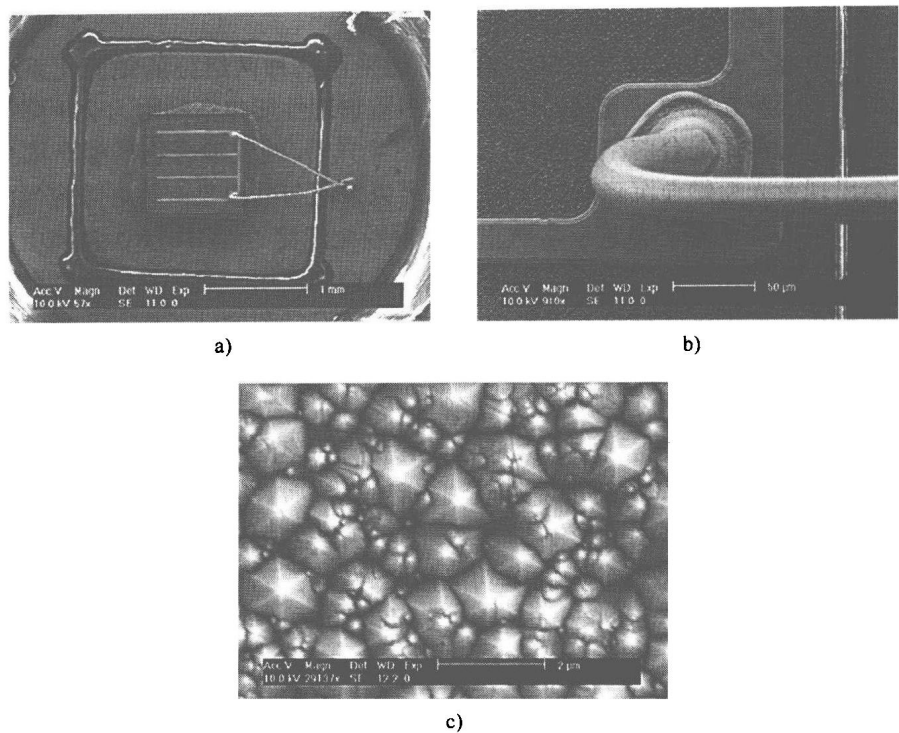 Acc.V Magn Det WD Exp 1 mm
10.0 kV 57x SE 11.0 0
a)
Acc.V Magn Det WD Exp 50 µm
10.0 kV 910x SE 11.0 0
b)
Acc.V Magn Det WD Exp 2 µm
10.0 kV 29137x SE 12.2 0
c)